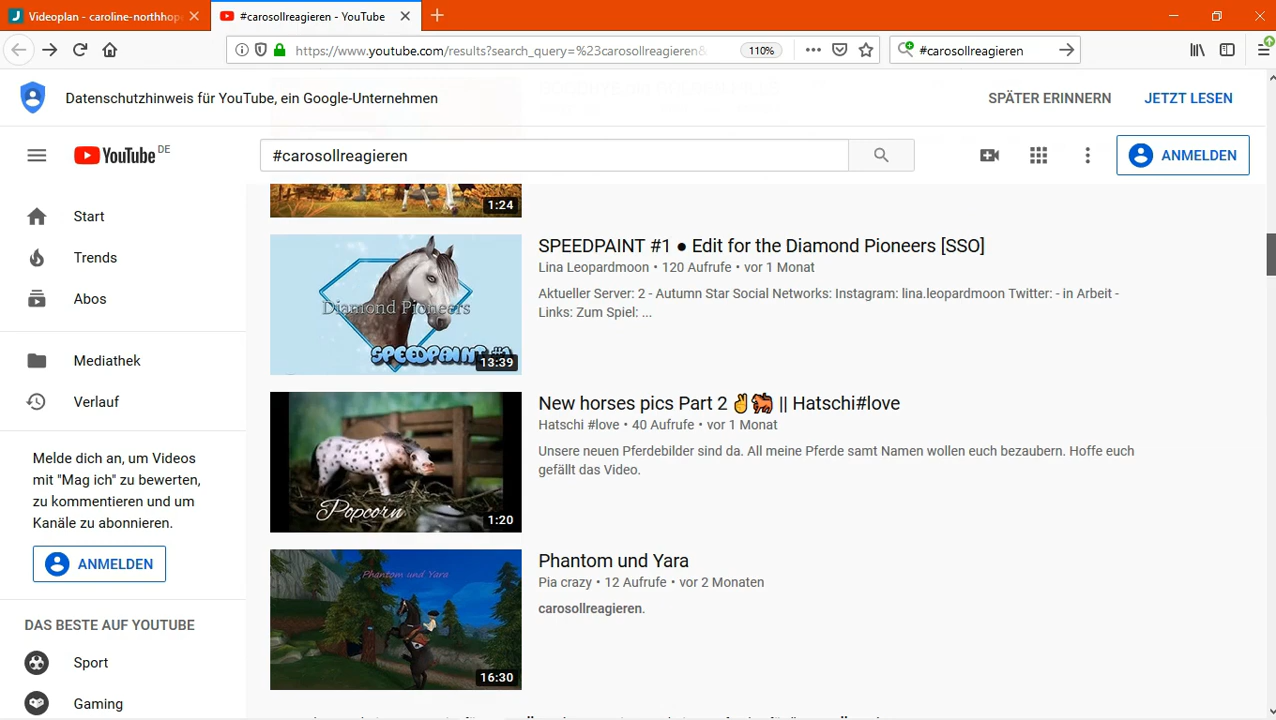 Videoplan - caroline-northhop
#carosollreagieren - YouTube
https://www.youtube.com/results?search_query=%23carosollreagieren&
110%
#carosollreagieren
Datenschutzhinweis für YouTube, ein Google-Unternehmen
SPÄTER ERINNERN
JETZT LESEN
YouTube DE
#carosollreagieren
ANMELDEN
Start
Trends
Abos
Mediathek
Verlauf
Melde dich an, um Videos
mit "Mag ich" zu bewerten,
zu kommentieren und um
Kanäle zu abonnieren.
ANMELDEN
DAS BESTE AUF YOUTUBE
Sport
Gaming
1:24
Diamond Pioneers
SPEEDPAINT #1
13:39
SPEEDPAINT #1 ● Edit for the Diamond Pioneers [SSO]
Lina Leopardmoon • 120 Aufrufe • vor 1 Monat
Aktueller Server: 2 - Autumn Star Social Networks: Instagram: lina.leopardmoon Twitter: - in Arbeit -
Links: Zum Spiel: ...
Popcorn
1:20
New horses pics Part 2 ✌🐎 || Hatschi#love
Hatschi #love • 40 Aufrufe • vor 1 Monat
Unsere neuen Pferdebilder sind da. All meine Pferde samt Namen wollen euch bezaubern. Hoffe euch
gefällt das Video.
Phantom und Yara
16:30
Phantom und Yara
Pia crazy • 12 Aufrufe • vor 2 Monaten
carosollreagieren.